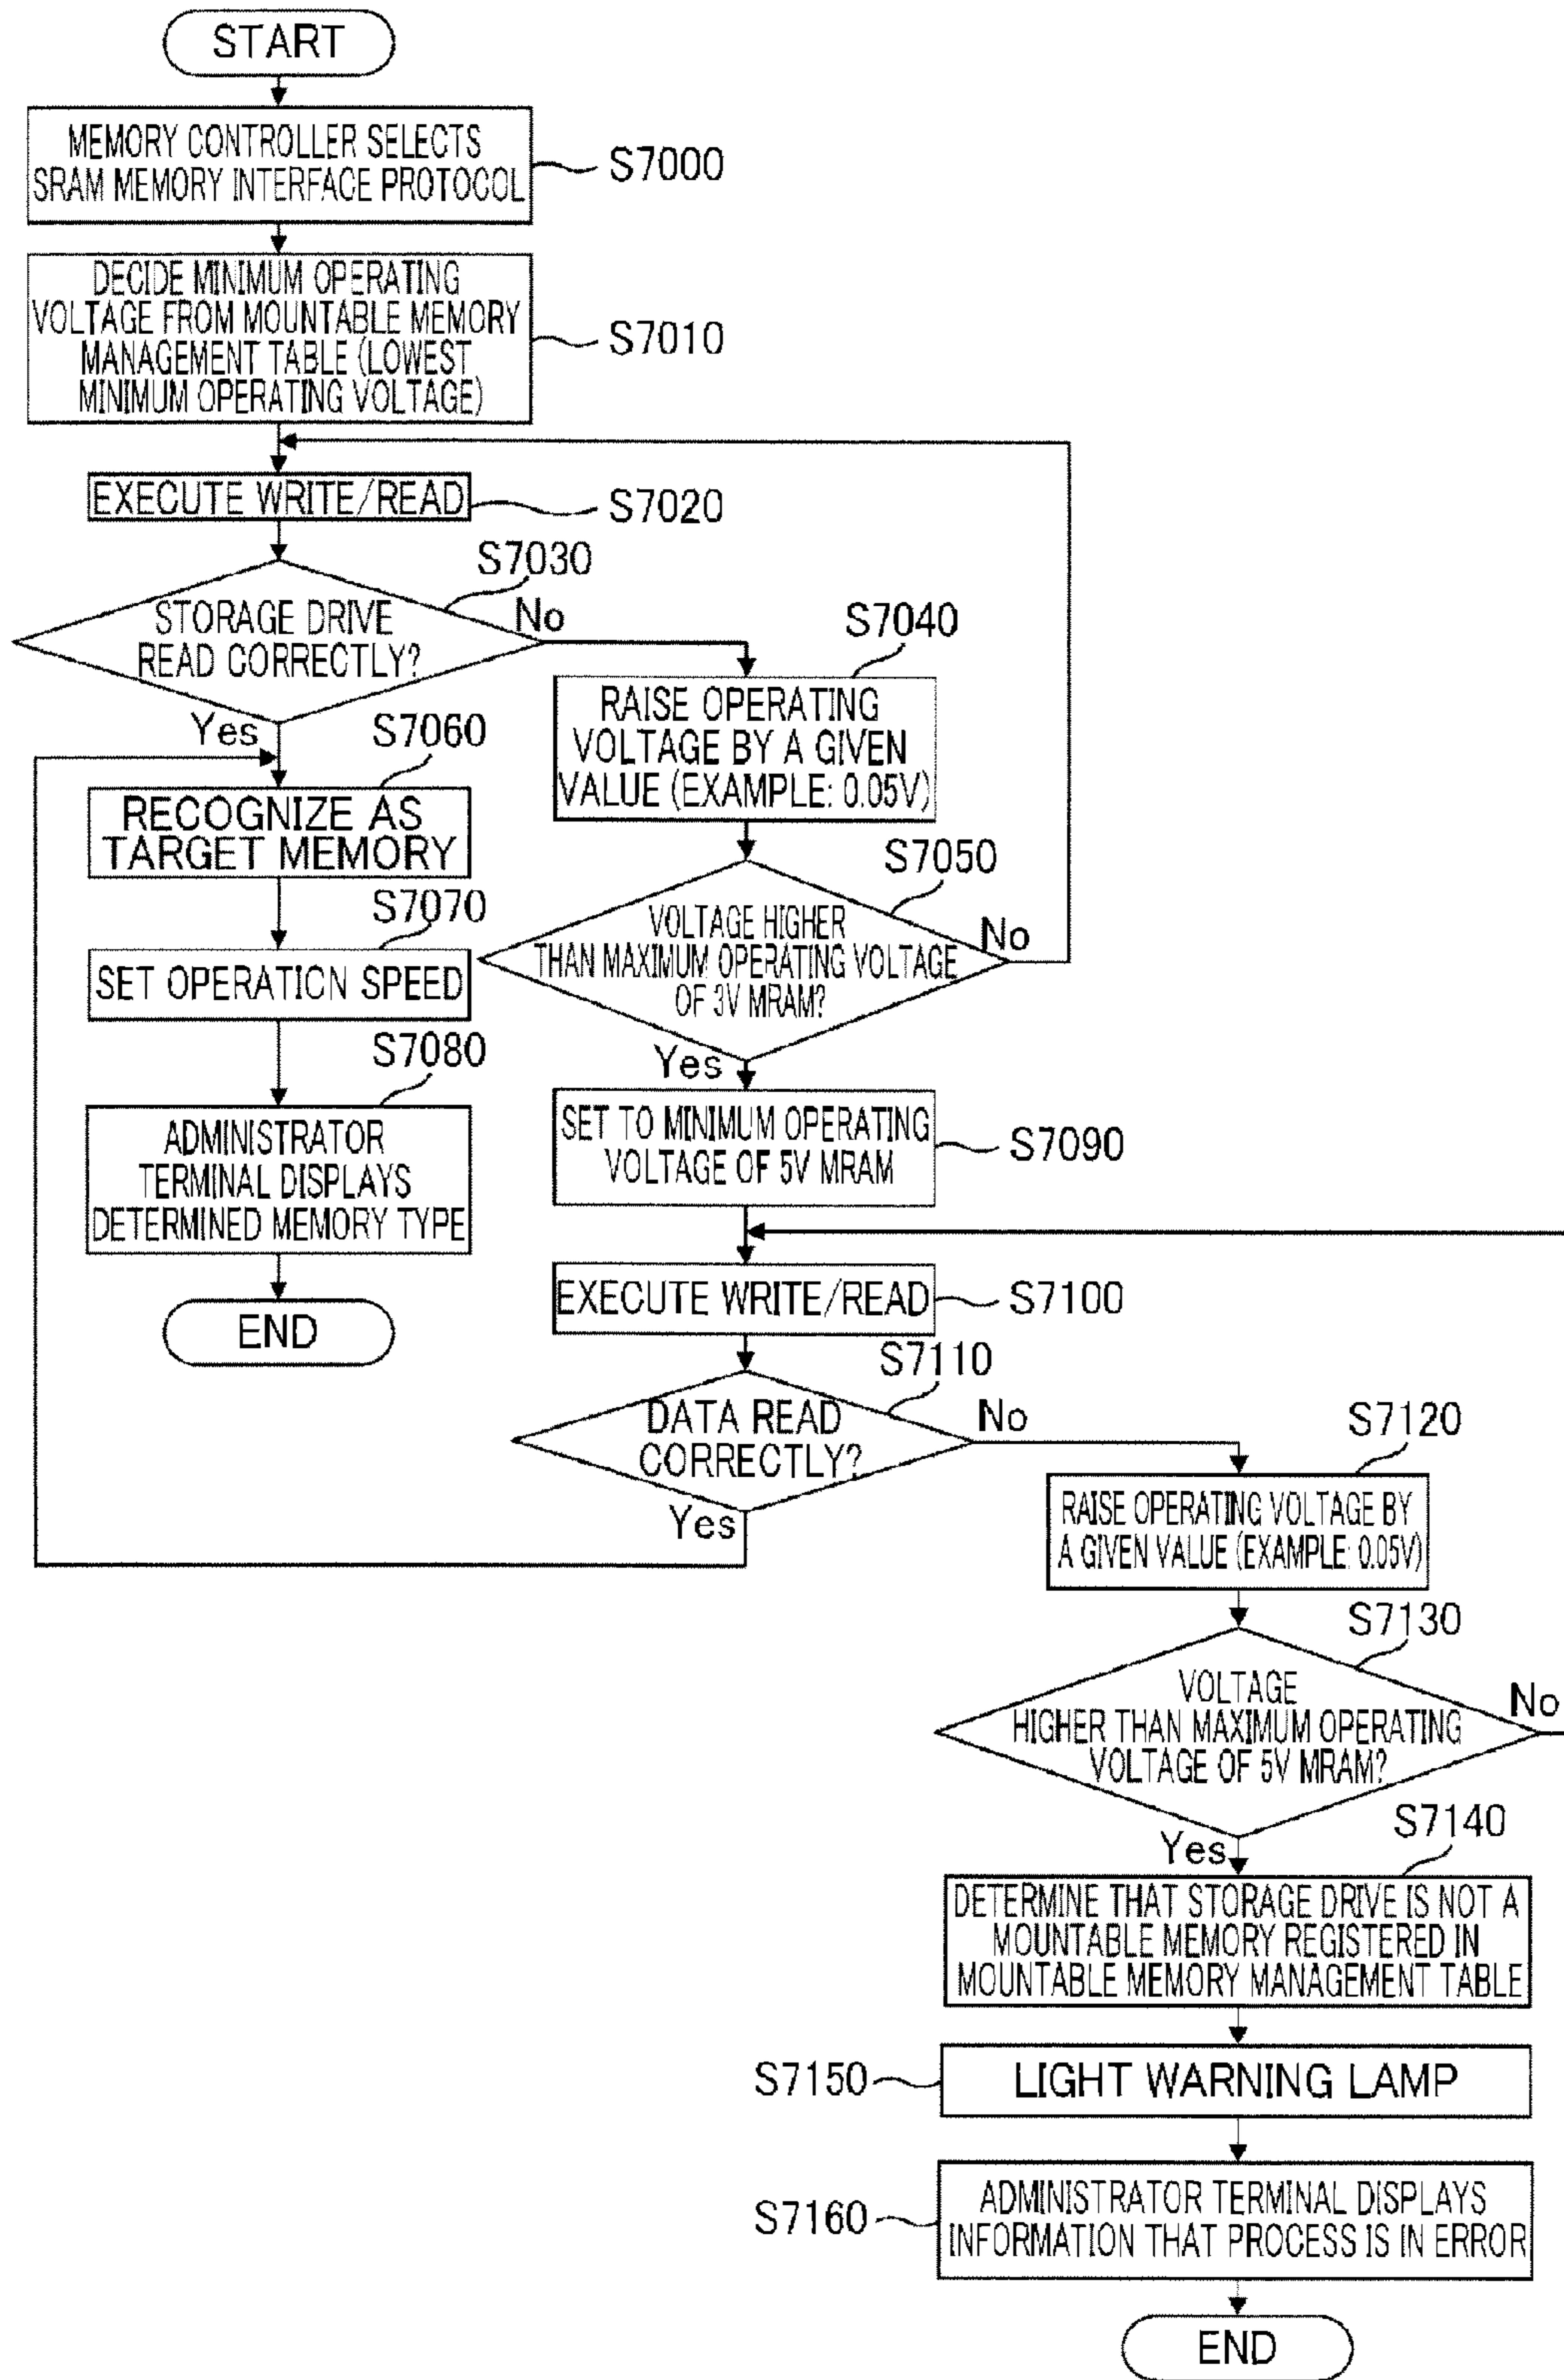 START
MEMORY CONTROLLER SELECTS
SRAM MEMORY INTERFACE PROTOCOL
S7000
DECIDE MINIMUM OPERATING
VOLTAGE FROM MOUNTABLE MEMORY
MANAGEMENT TABLE (LOWEST
MINIMUM OPERATING VOLTAGE)
S7010
EXECUTE WRITE/READ
S7020
S7030
STORAGE DRIVE
READ CORRECTLY?
No
Yes
S7040
RAISE OPERATING
VOLTAGE BY A GIVEN
VALUE (EXAMPLE: 0.05V)
S7050
VOLTAGE HIGHER
THAN MAXIMUM OPERATING VOLTAGE
OF 3V MRAM?
No
Yes
S7060
RECOGNIZE AS
TARGET MEMORY
S7070
SET OPERATION SPEED
S7080
ADMINISTRATOR
TERMINAL DISPLAYS
DETERMINED MEMORY TYPE
END
SET TO MINIMUM OPERATING
VOLTAGE OF 5V MRAM
S7090
EXECUTE WRITE/READ
S7100
S7110
DATA READ
CORRECTLY?
No
Yes
S7120
RAISE OPERATING VOLTAGE BY
A GIVEN VALUE (EXAMPLE: 0.05V)
S7130
VOLTAGE
HIGHER THAN MAXIMUM OPERATING
VOLTAGE OF 5V MRAM?
No
Yes
S7140
DETERMINE THAT STORAGE DRIVE IS NOT A
MOUNTABLE MEMORY REGISTERED IN
MOUNTABLE MEMORY MANAGEMENT TABLE
S7150
LIGHT WARNING LAMP
S7160
ADMINISTRATOR TERMINAL DISPLAYS
INFORMATION THAT PROCESS IS IN ERROR
END